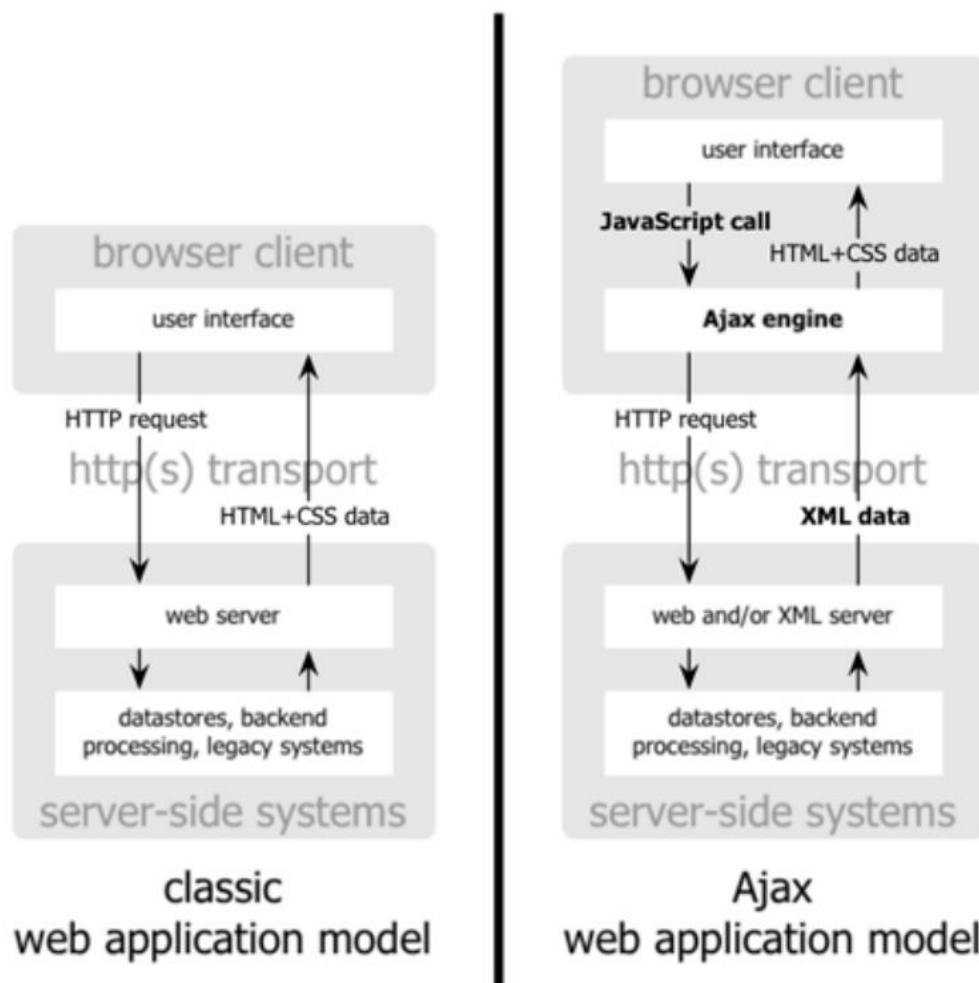 browser client
user interface
HTTP request
http(s) transport
HTML+CSS data
web server
datastores, backend
processing, legacy systems
server-side systems
classic
web application model
browser client
user interface
JavaScript call
HTML+CSS data
Ajax engine
HTTP request
http(s) transport
XML data
web and/or XML server
datastores, backend
processing, legacy systems
server-side systems
Ajax
web application model